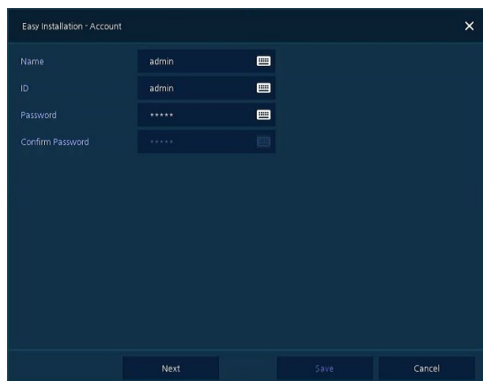 Easy Installation - Account
Name admin
ID admin
Password *****
Confirm Password *****
Next Save Cancel